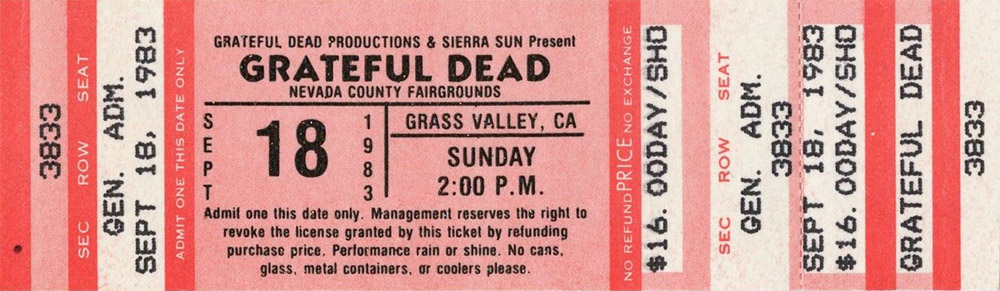 3833
SEC ROW SEAT
GEN. ADM.
SEPT 18, 1983
ADMIT ONE THIS DATE ONLY
GRATEFUL DEAD PRODUCTIONS & SIERRA SUN Present
GRATEFUL DEAD
NEVADA COUNTY FAIRGROUNDS
SEPT
18
1983
GRASS VALLEY, CA
SUNDAY
2:00 P.M.
Admit one this date only. Management reserves the right to
revoke the license granted by this ticket by refunding
purchase price. Performance rain or shine. No cans,
glass, metal containers, or coolers please.
NO REFUND PRICE NO EXCHANGE
$16.00DAY/SHO
SEC ROW SEAT
GEN. ADM.
3833
SEPT 18, 1983
$16.00DAY/SHO
GRATEFUL DEAD
3833